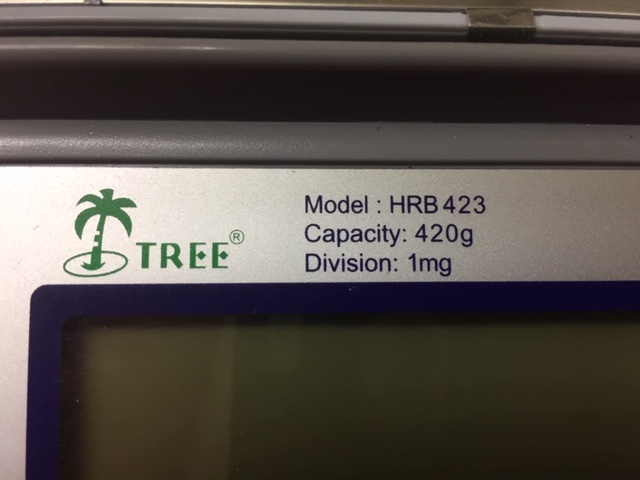 TREE®
Model : HRB 423
Capacity: 420g
Division: 1mg